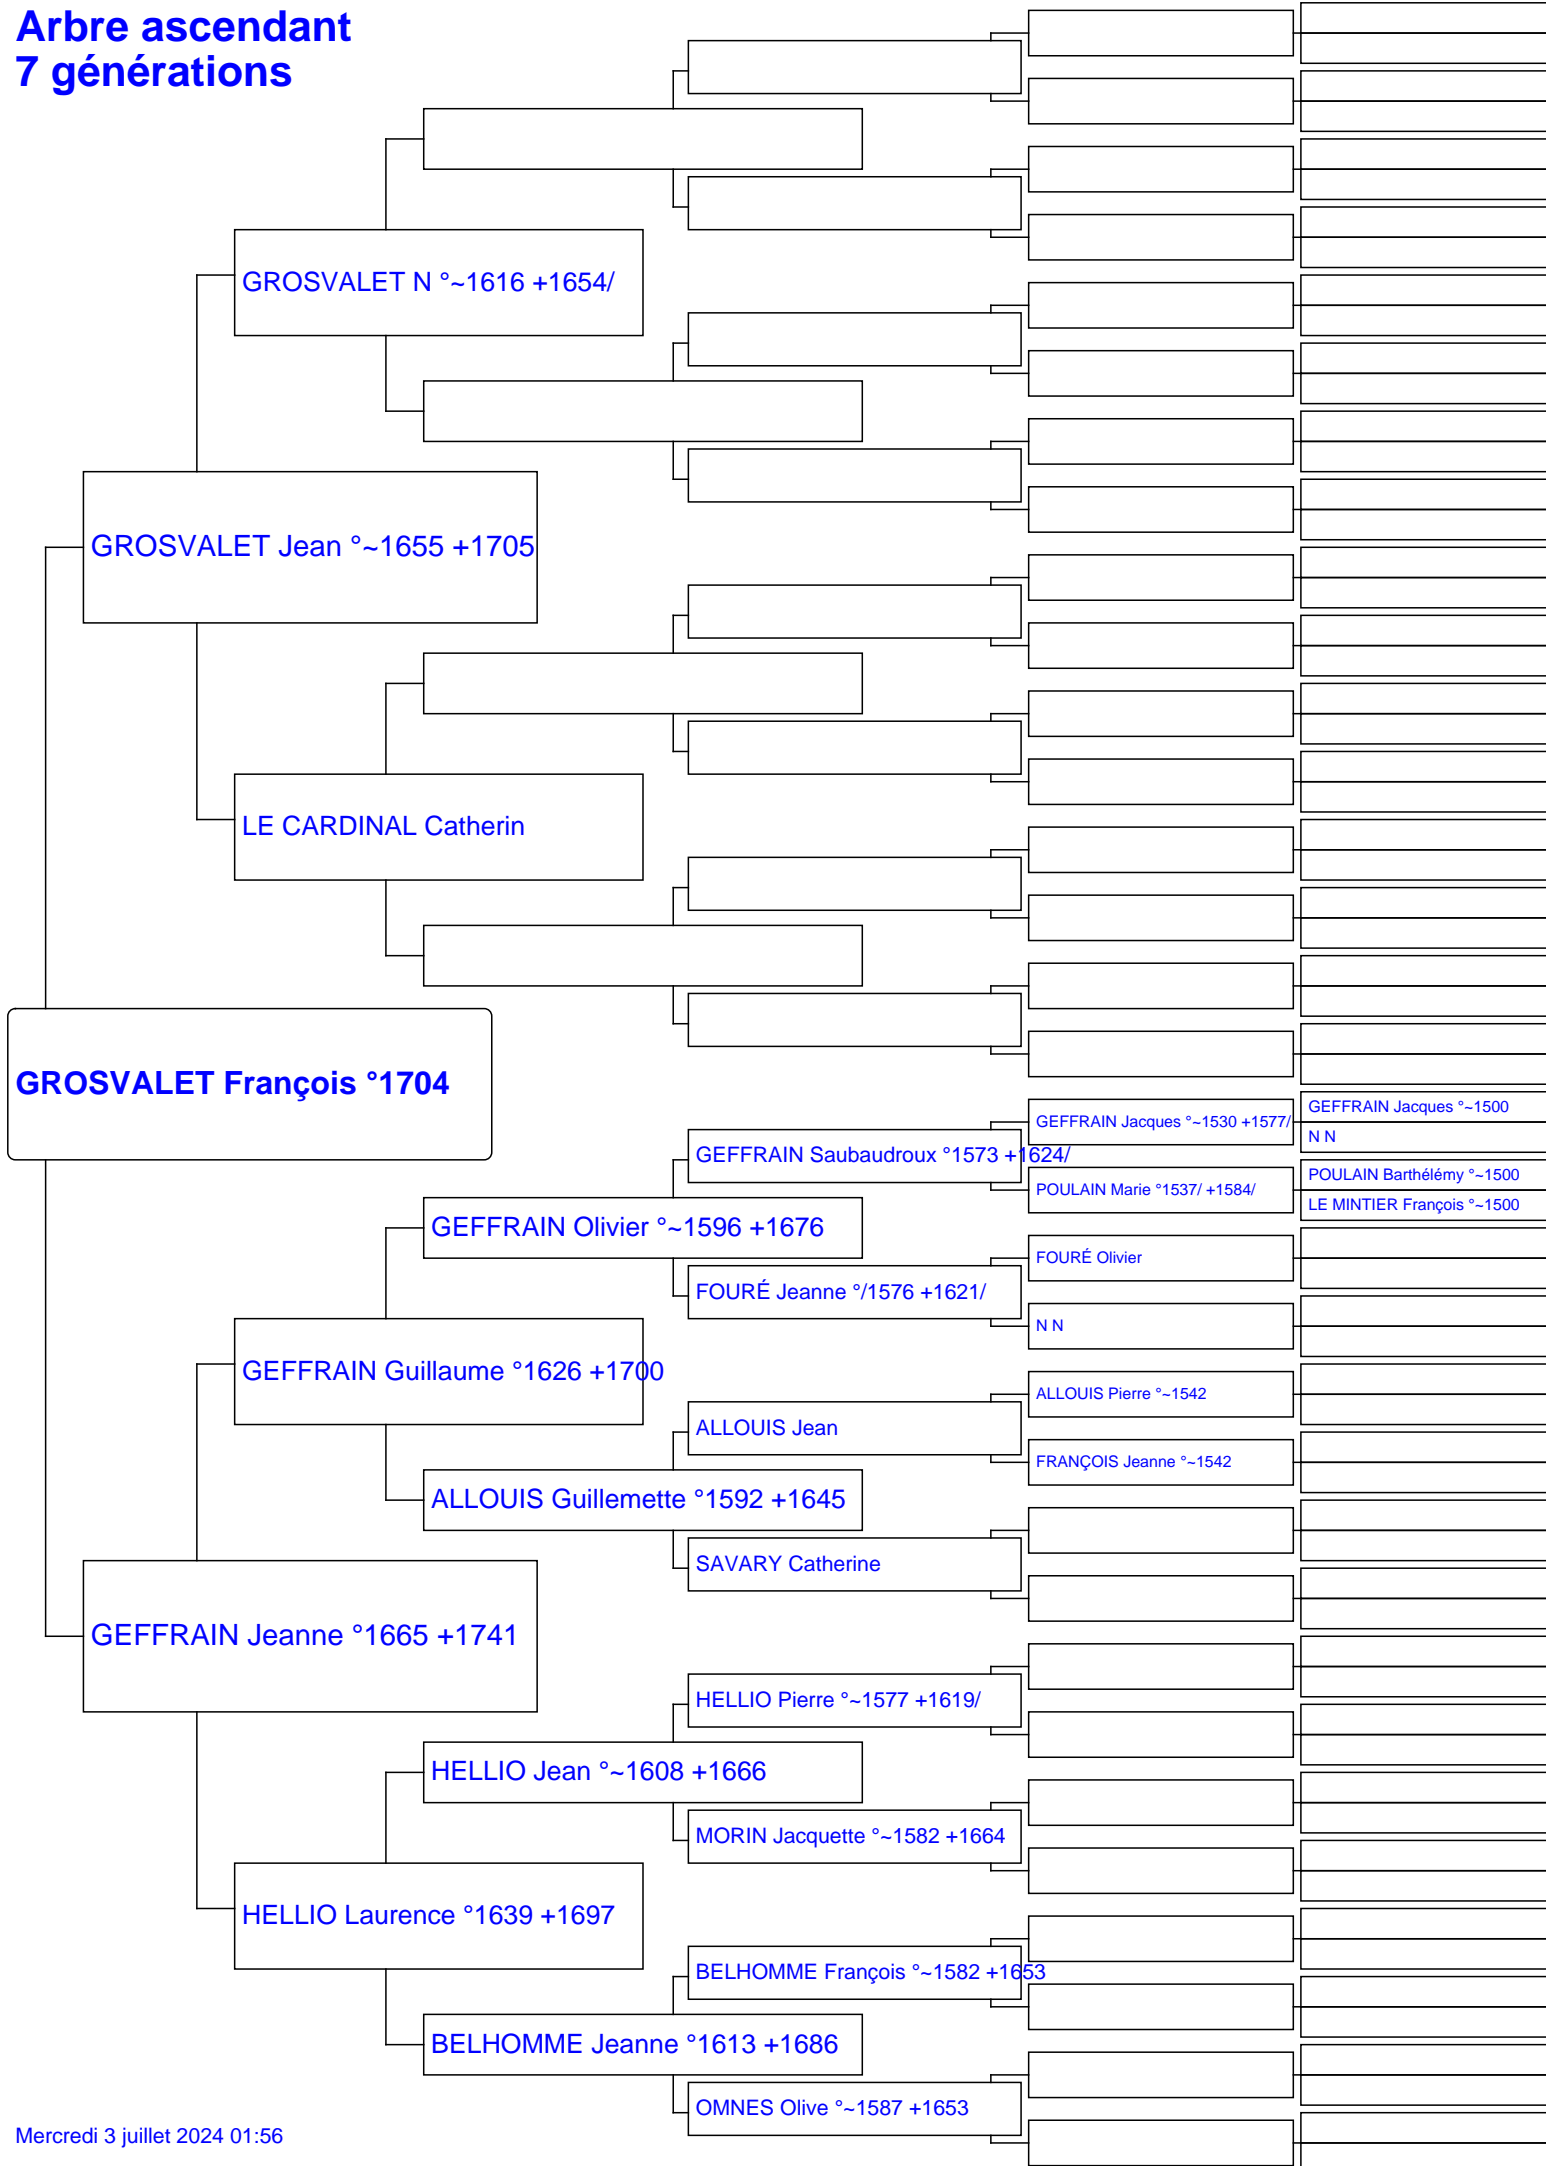 Arbre ascendant
7 générations
GROSVALET N °~1616 +1654/
GROSVALET Jean °~1655 +1705
LE CARDINAL Catherin
GROSVALET François °1704
GEFFRAIN Jacques °~1500
GEFFRAIN Jacques °~1530 +1577/
N N
GEFFRAIN Saubaudroux °1573 +1624/
POULAIN Barthélémy °~1500
POULAIN Marie °1537/ +1584/
LE MINTIER François °~1500
GEFFRAIN Olivier °~1596 +1676
FOURÉ Olivier
FOURÉ Jeanne °/1576 +1621/
N N
GEFFRAIN Guillaume °1626 +1700
ALLOUIS Pierre °~1542
ALLOUIS Jean
FRANÇOIS Jeanne °~1542
ALLOUIS Guillemette °1592 +1645
SAVARY Catherine
GEFFRAIN Jeanne °1665 +1741
HELLIO Pierre °~1577 +1619/
HELLIO Jean °~1608 +1666
MORIN Jacquette °~1582 +1664
HELLIO Laurence °1639 +1697
BELHOMME François °~1582 +1653
BELHOMME Jeanne °1613 +1686
OMNES Olive °~1587 +1653
Mercredi 3 juillet 2024 01:56